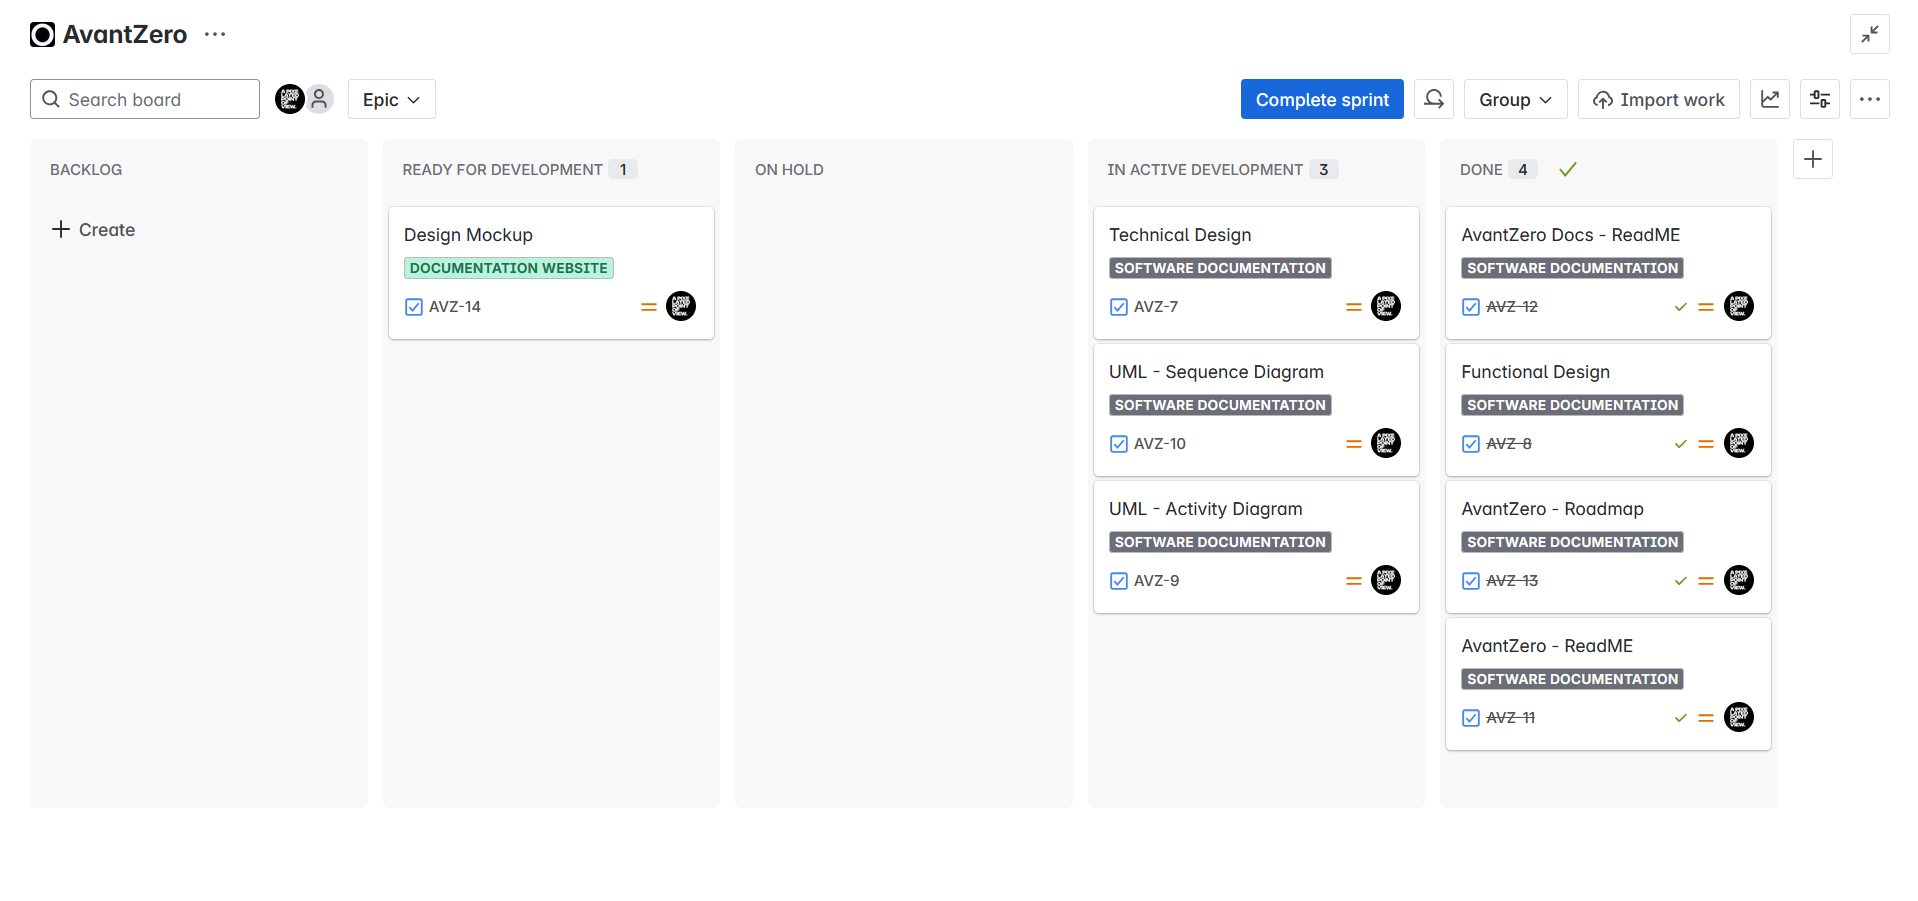 AvantZero
Search board
Epic
Complete sprint
Group
Import work
BACKLOG
Create
READY FOR DEVELOPMENT 1
Design Mockup
DOCUMENTATION WEBSITE
AVZ-14
ON HOLD
IN ACTIVE DEVELOPMENT 3
Technical Design
SOFTWARE DOCUMENTATION
AVZ-7
UML - Sequence Diagram
SOFTWARE DOCUMENTATION
AVZ-10
UML - Activity Diagram
SOFTWARE DOCUMENTATION
AVZ-9
DONE 4
AvantZero Docs - ReadME
SOFTWARE DOCUMENTATION
AVZ-12
Functional Design
SOFTWARE DOCUMENTATION
AVZ-8
AvantZero - Roadmap
SOFTWARE DOCUMENTATION
AVZ-13
AvantZero - ReadME
SOFTWARE DOCUMENTATION
AVZ-11